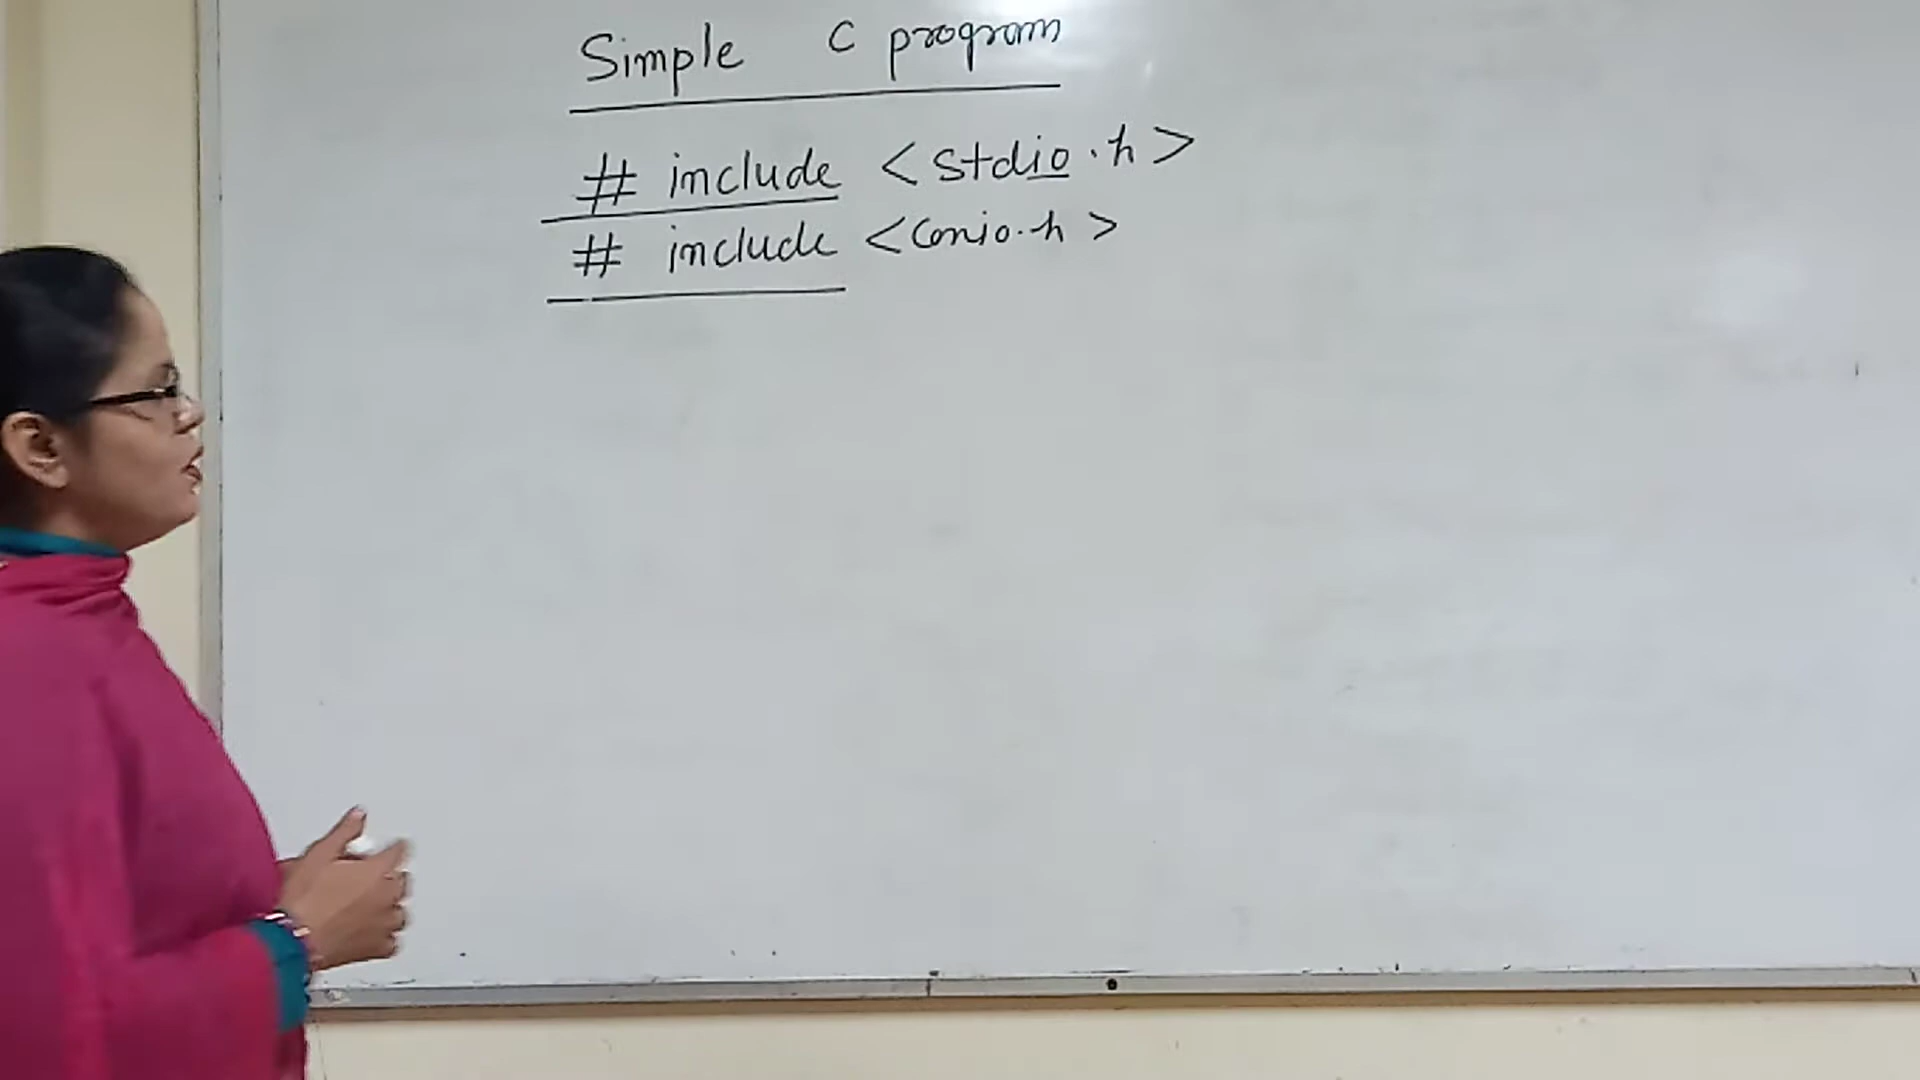 Simple C program
# include <stdio.h>
# include <conio.h>